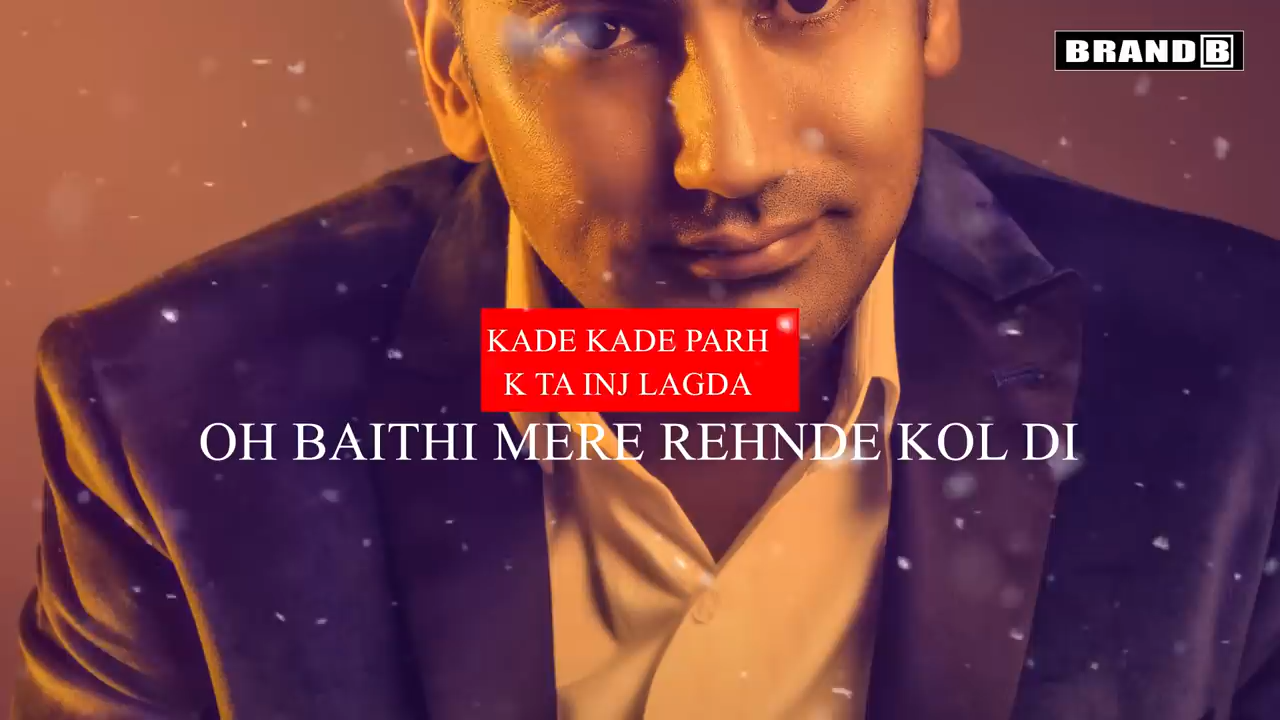 BRAND B
KADE KADE PARH
K TA INJ LAGDA
OH BAITHI MERE REHNDE KOL DI